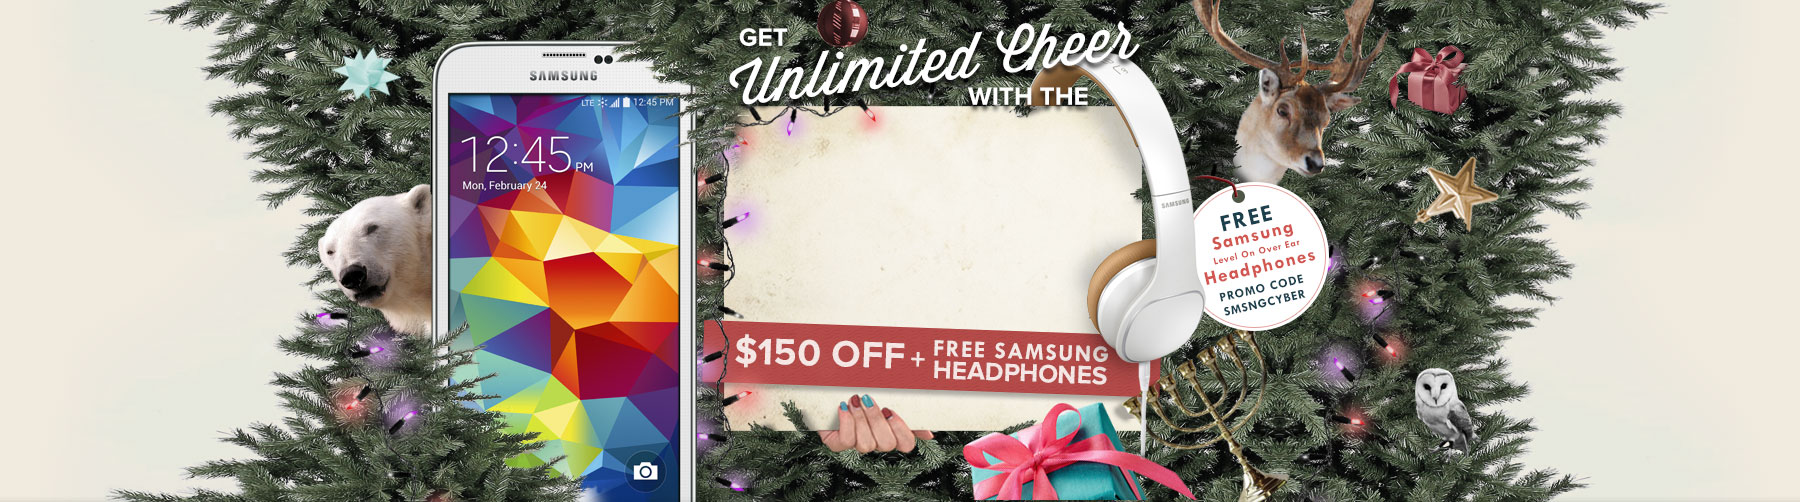 SAMSUNG
LTE 12:45 PM
12:45 PM
Mon, February 24
GET
Unlimited Cheer
WITH THE
SAMSUNG
$150 OFF + FREE SAMSUNG
HEADPHONES
FREE
Samsung
Level On Over Ear
Headphones
PROMO CODE
SMSNGCYBER